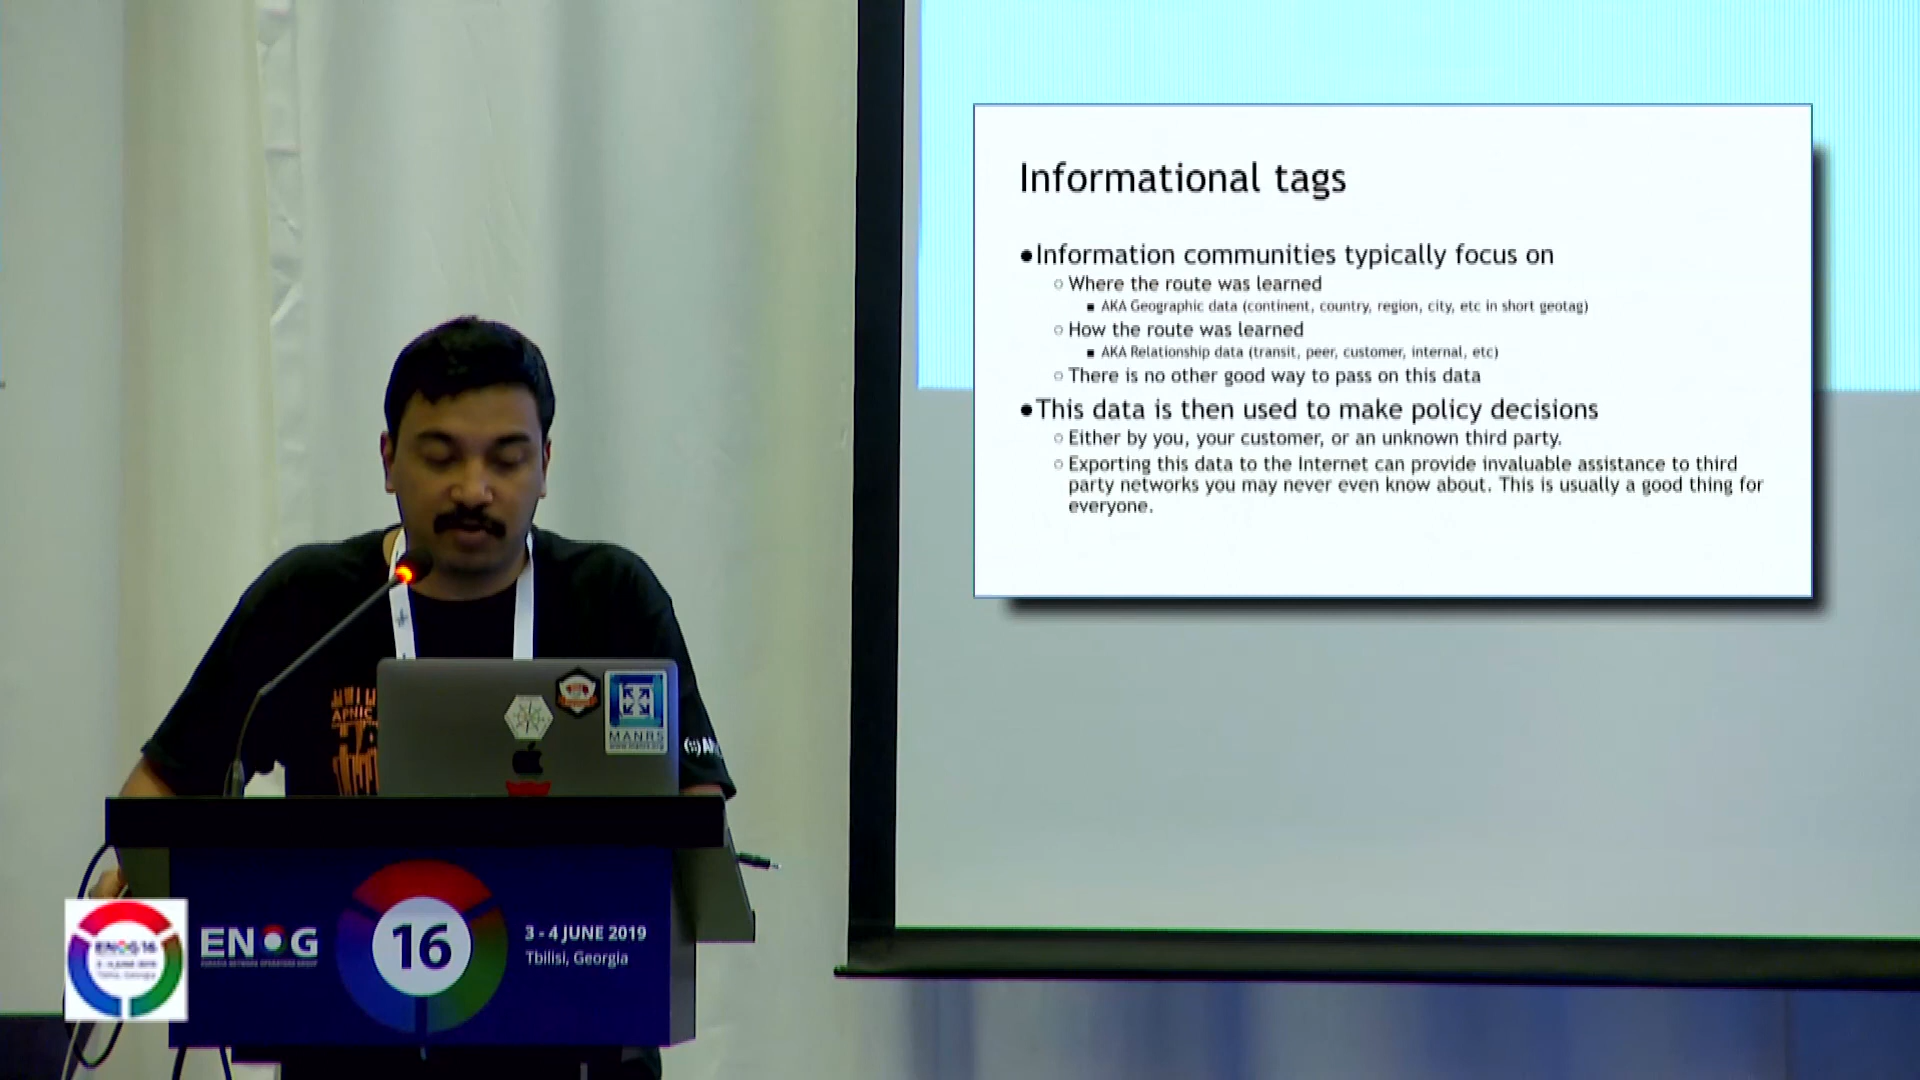 Informational tags
●Information communities typically focus on
○ Where the route was learned
■ AKA Geographic data (continent, country, region, city, etc in short geotag)
○ How the route was learned
■ AKA Relationship data (transit, peer, customer, internal, etc)
○ There is no other good way to pass on this data
●This data is then used to make policy decisions
○ Either by you, your customer, or an unknown third party.
○ Exporting this data to the Internet can provide invaluable assistance to third
party networks you may never even know about. This is usually a good thing for
everyone.
APNIC
MANRS
ENOG
16
3 - 4 JUNE 2019
Tbilisi, Georgia
ENOG 16